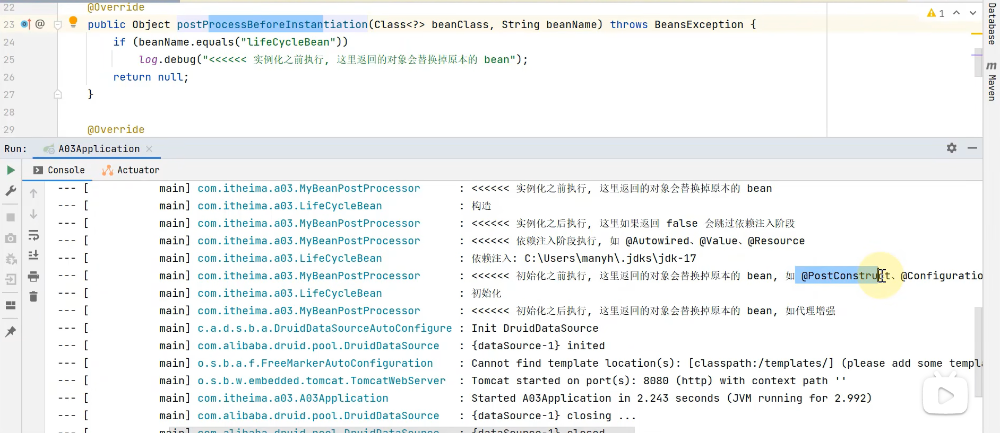 22 @Override
23 public Object postProcessBeforeInstantiation(Class<?> beanClass, String beanName) throws BeansException {
1
24 if (beanName.equals("lifeCycleBean"))
25 log.debug("<<<<<< 实例化之前执行, 这里返回的对象会替换掉原本的 bean");
26 return null;
27 }
28
29 @Override
Database
Maven
Run: A03Application
Console Actuator
--- [ main] com.itheima.a03.MyBeanPostProcessor : <<<<<< 实例化之前执行, 这里返回的对象会替换掉原本的 bean
--- [ main] com.itheima.a03.LifeCycleBean : 构造
--- [ main] com.itheima.a03.MyBeanPostProcessor : <<<<<< 实例化之后执行, 这里如果返回 false 会跳过依赖注入阶段
--- [ main] com.itheima.a03.MyBeanPostProcessor : <<<<<< 依赖注入阶段执行, 如 @Autowired、@Value、@Resource
--- [ main] com.itheima.a03.LifeCycleBean : 依赖注入: C:\Users\manyh\.jdks\jdk-17
--- [ main] com.itheima.a03.MyBeanPostProcessor : <<<<<< 初始化之前执行, 这里返回的对象会替换掉原本的 bean, 如 @PostConstruct、@Configuratio
--- [ main] com.itheima.a03.LifeCycleBean : 初始化
--- [ main] com.itheima.a03.MyBeanPostProcessor : <<<<<< 初始化之后执行, 这里返回的对象会替换掉原本的 bean, 如代理增强
--- [ main] c.a.d.s.b.a.DruidDataSourceAutoConfigure : Init DruidDataSource
--- [ main] com.alibaba.druid.pool.DruidDataSource : {dataSource-1} inited
--- [ main] o.s.b.a.f.FreeMarkerAutoConfiguration : Cannot find template location(s): [classpath:/templates/] (please add some templa
--- [ main] o.s.b.w.embedded.tomcat.TomcatWebServer : Tomcat started on port(s): 8080 (http) with context path ''
--- [ main] com.itheima.a03.A03Application : Started A03Application in 2.243 seconds (JVM running for 2.992)
--- [ main] com.alibaba.druid.pool.DruidDataSource : {dataSource-1} closing ...
--- [ main] com.alibaba.druid.pool.DruidDataSource : {dataSource-1} closed